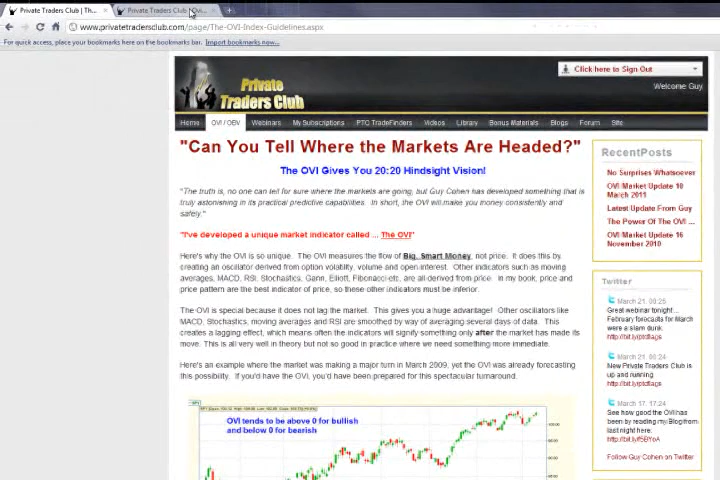 Private Traders Club | Th...
Private Traders Club | Ovi...
www.privatetradersclub.com/page/The-OVI-Index-Guidelines.aspx
For quick access, place your bookmarks here on the bookmarks bar. Import bookmarks now...
Private
Traders Club
Click here to Sign Out
Welcome Guy
Home OVI / OBV Webinars My Subscriptions PTC TradeFinders Videos Library Bonus Materials Blogs Forum Site
"Can You Tell Where the Markets Are Headed?"
The OVI Gives You 20:20 Hindsight Vision!
"The truth is, no one can tell for sure where the markets are going, but Guy Cohen has developed something that is
truly astonishing in its practical predictive capabilities. In short, the OVI will make you money consistently and
safely."
"I've developed a unique market indicator called ... The OVI"
Here's why the OVI is so unique. The OVI measures the flow of Big, Smart Money, not price. It does this by
creating an oscillator derived from option volatility, volume and open interest. Other indicators such as moving
averages, MACD, RSI, Stochastics, Gann, Elliott, Fibonacci etc, are all derived from price. In my book, price and
price pattern are the best indicator of price, so these other indicators must be inferior.
The OVI is special because it does not lag the market. This gives you a huge advantage! Other oscillators like
MACD, Stochastics, moving averages and RSI are smoothed by way of averaging several days of data. This
creates a lagging effect, which means often the indicators will signify something only after the market has made its
move. This is all very well in theory but not so good in practice where we need something more immediate.
Here's an example where the market was making a major turn in March 2009, yet the OVI was already forecasting
this possibility. If you'd have the OVI, you'd have been prepared for this spectacular turnaround.
OVI tends to be above 0 for bullish
and below 0 for bearish
RecentPosts
No Surprises Whatsoever
OVI Market Update 10
March 2011
Latest Update From Guy
The Power Of The OVI ...
OVI Market Update 16
November 2010
Twitter
March 21, 00:25
Great webinar tonight...
February forecasts for March
were a slam dunk.
http://bit.ly/ptcflags
March 21, 00:24
New Private Traders Club is
up and running
http://bit.ly/ptcflags
March 17, 17:24
See how good the OVI has
been by reading my Blog from
last night here.
Follow Guy Cohen on Twitter